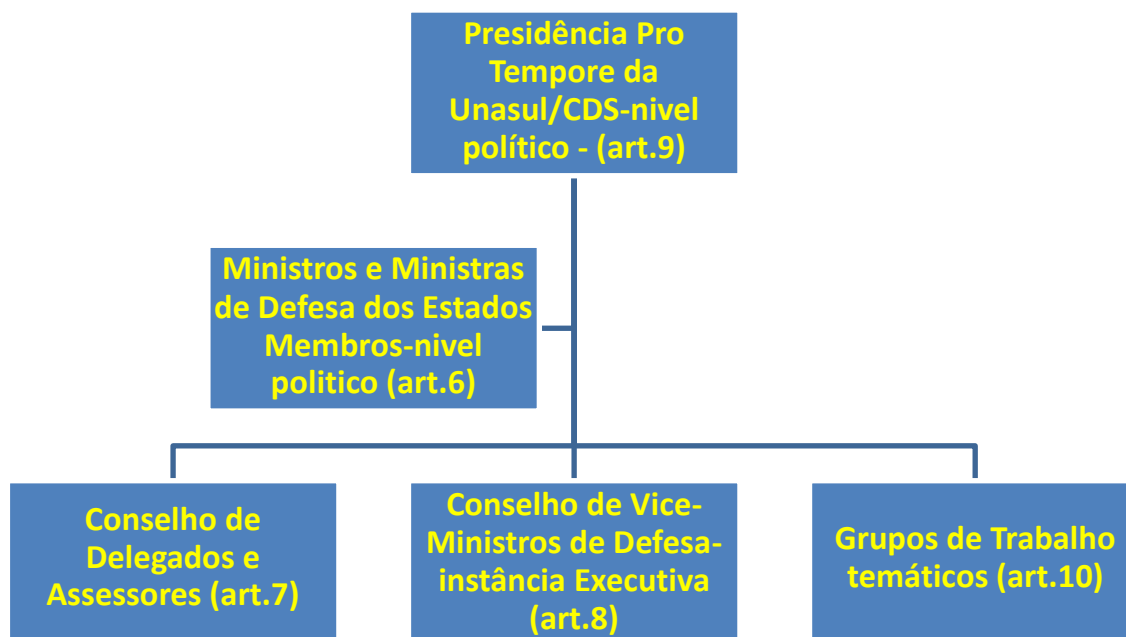 Presidência Pro
Tempore da
Unasul/CDS-nivel
político - (art.9)
Ministros e Ministras
de Defesa dos Estados
Membros-nivel
politico (art.6)
Conselho de
Delegados e
Assessores (art.7)
Conselho de Vice-
Ministros de Defesa-
instância Executiva
(art.8)
Grupos de Trabalho
temáticos (art.10)